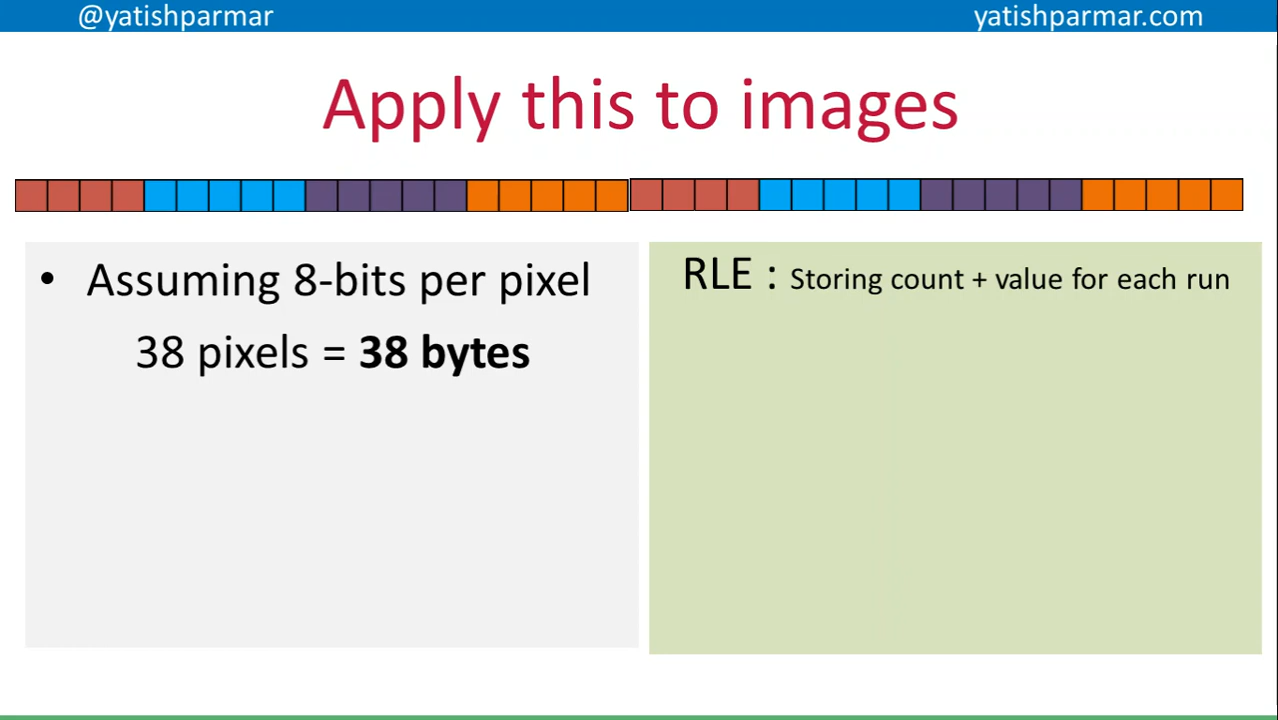 @yatishparmar
yatishparmar.com
Apply this to images
• Assuming 8-bits per pixel
38 pixels = 38 bytes
RLE : Storing count + value for each run